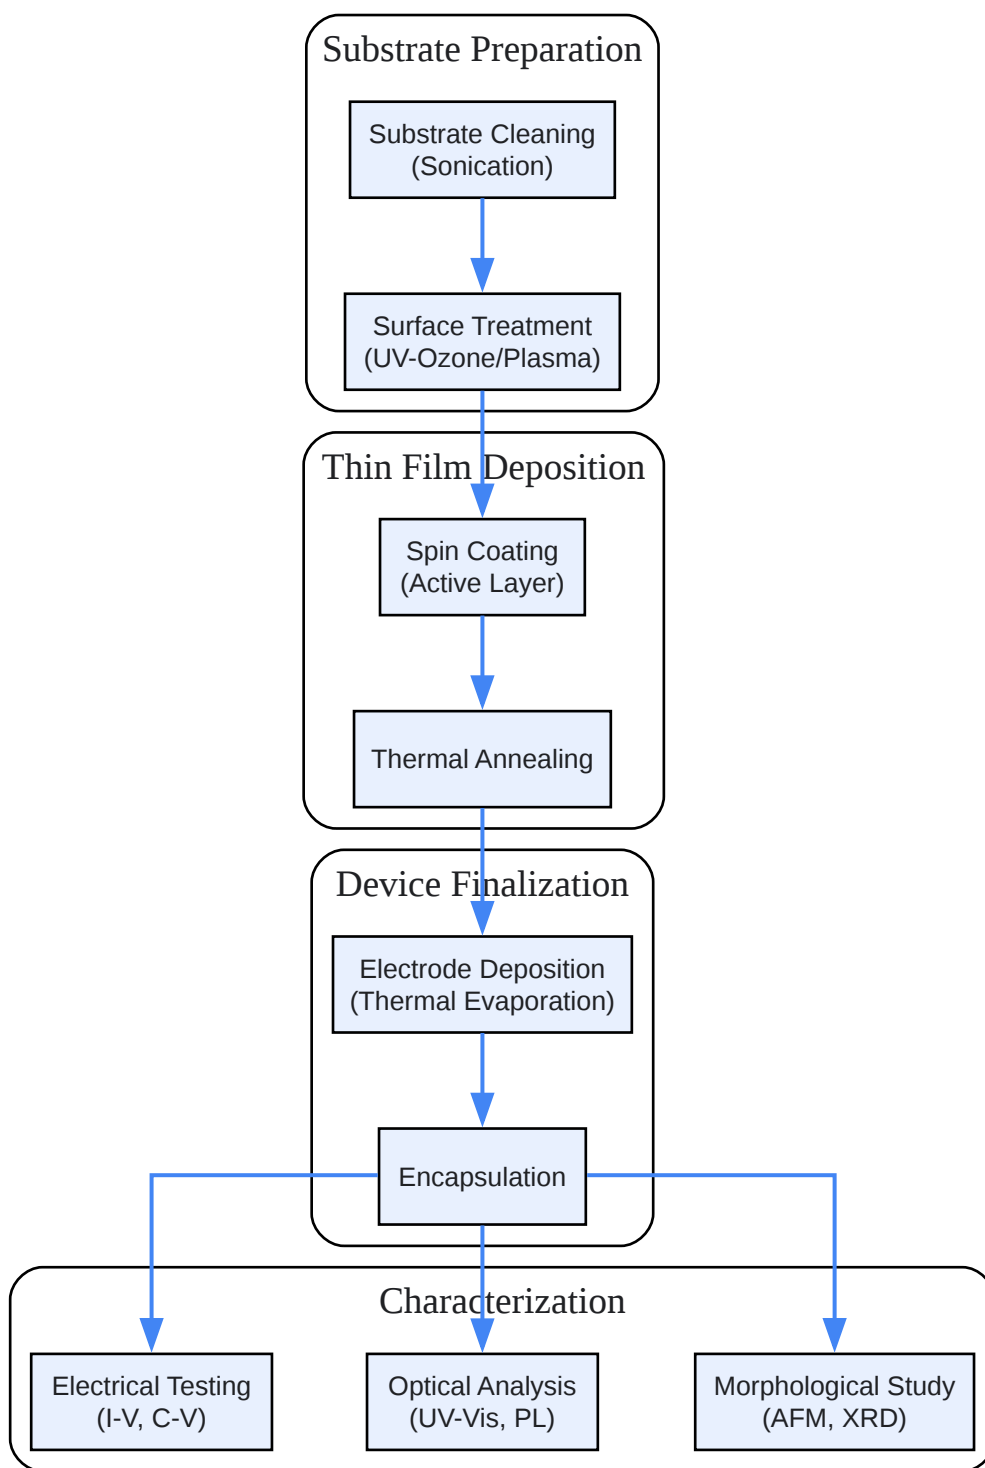 Substrate Preparation
Substrate Cleaning
(Sonication)
Surface Treatment
(UV-Ozone/Plasma)
Thin Film Deposition
Spin Coating
(Active Layer)
Thermal Annealing
Device Finalization
Electrode Deposition
(Thermal Evaporation)
Encapsulation
Characterization
Electrical Testing
(I-V, C-V)
Optical Analysis
(UV-Vis, PL)
Morphological Study
(AFM, XRD)